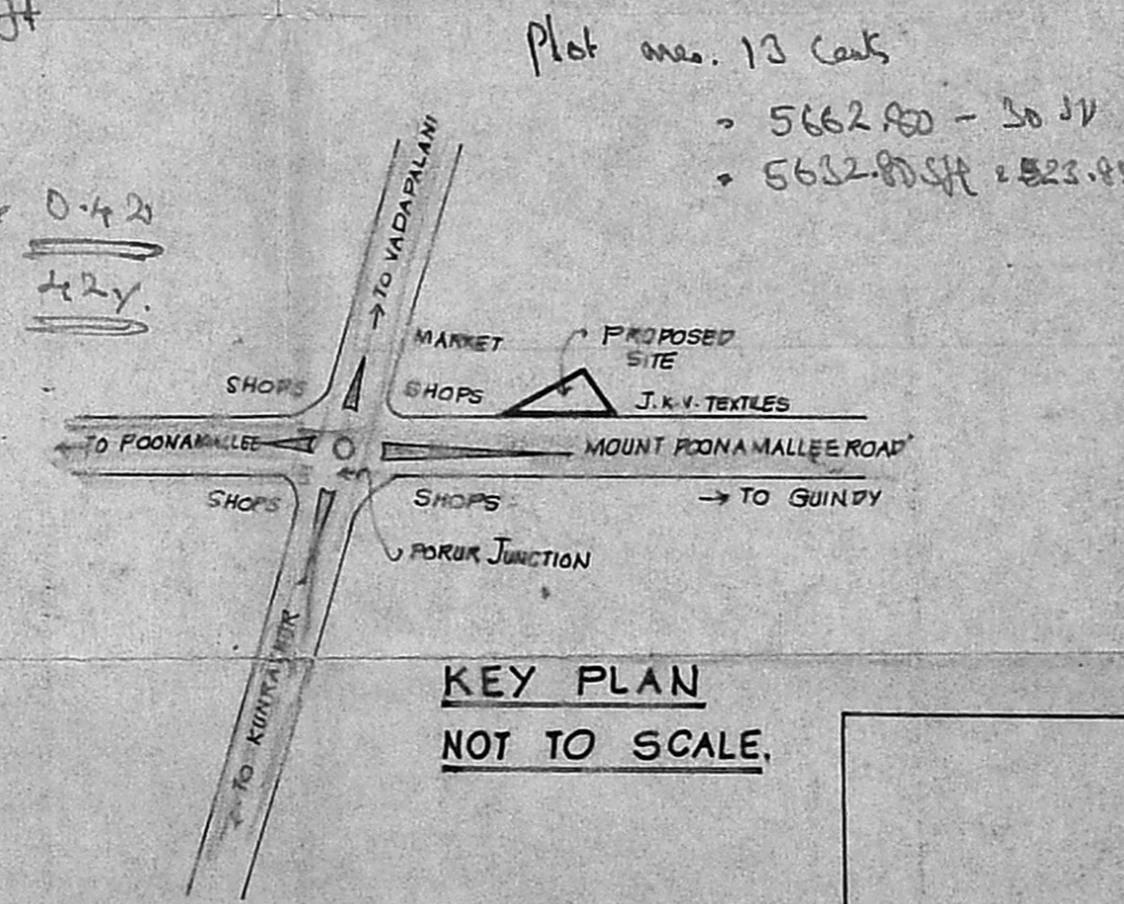 Plot area. 13 Cents
= 5662.80 - 30
= 5632.80 Sft
0.42
42%.
→ TO VADAPALANI
MARKET
PROPOSED
SITE
SHOPS
SHOPS
J.K.V. TEXTILES
← TO POONAMALLEE
MOUNT POONAMALLEE ROAD
SHOPS
SHOPS
→ TO GUINDY
PORUR JUNCTION
← TO KUNRATHUR
KEY PLAN
NOT TO SCALE.